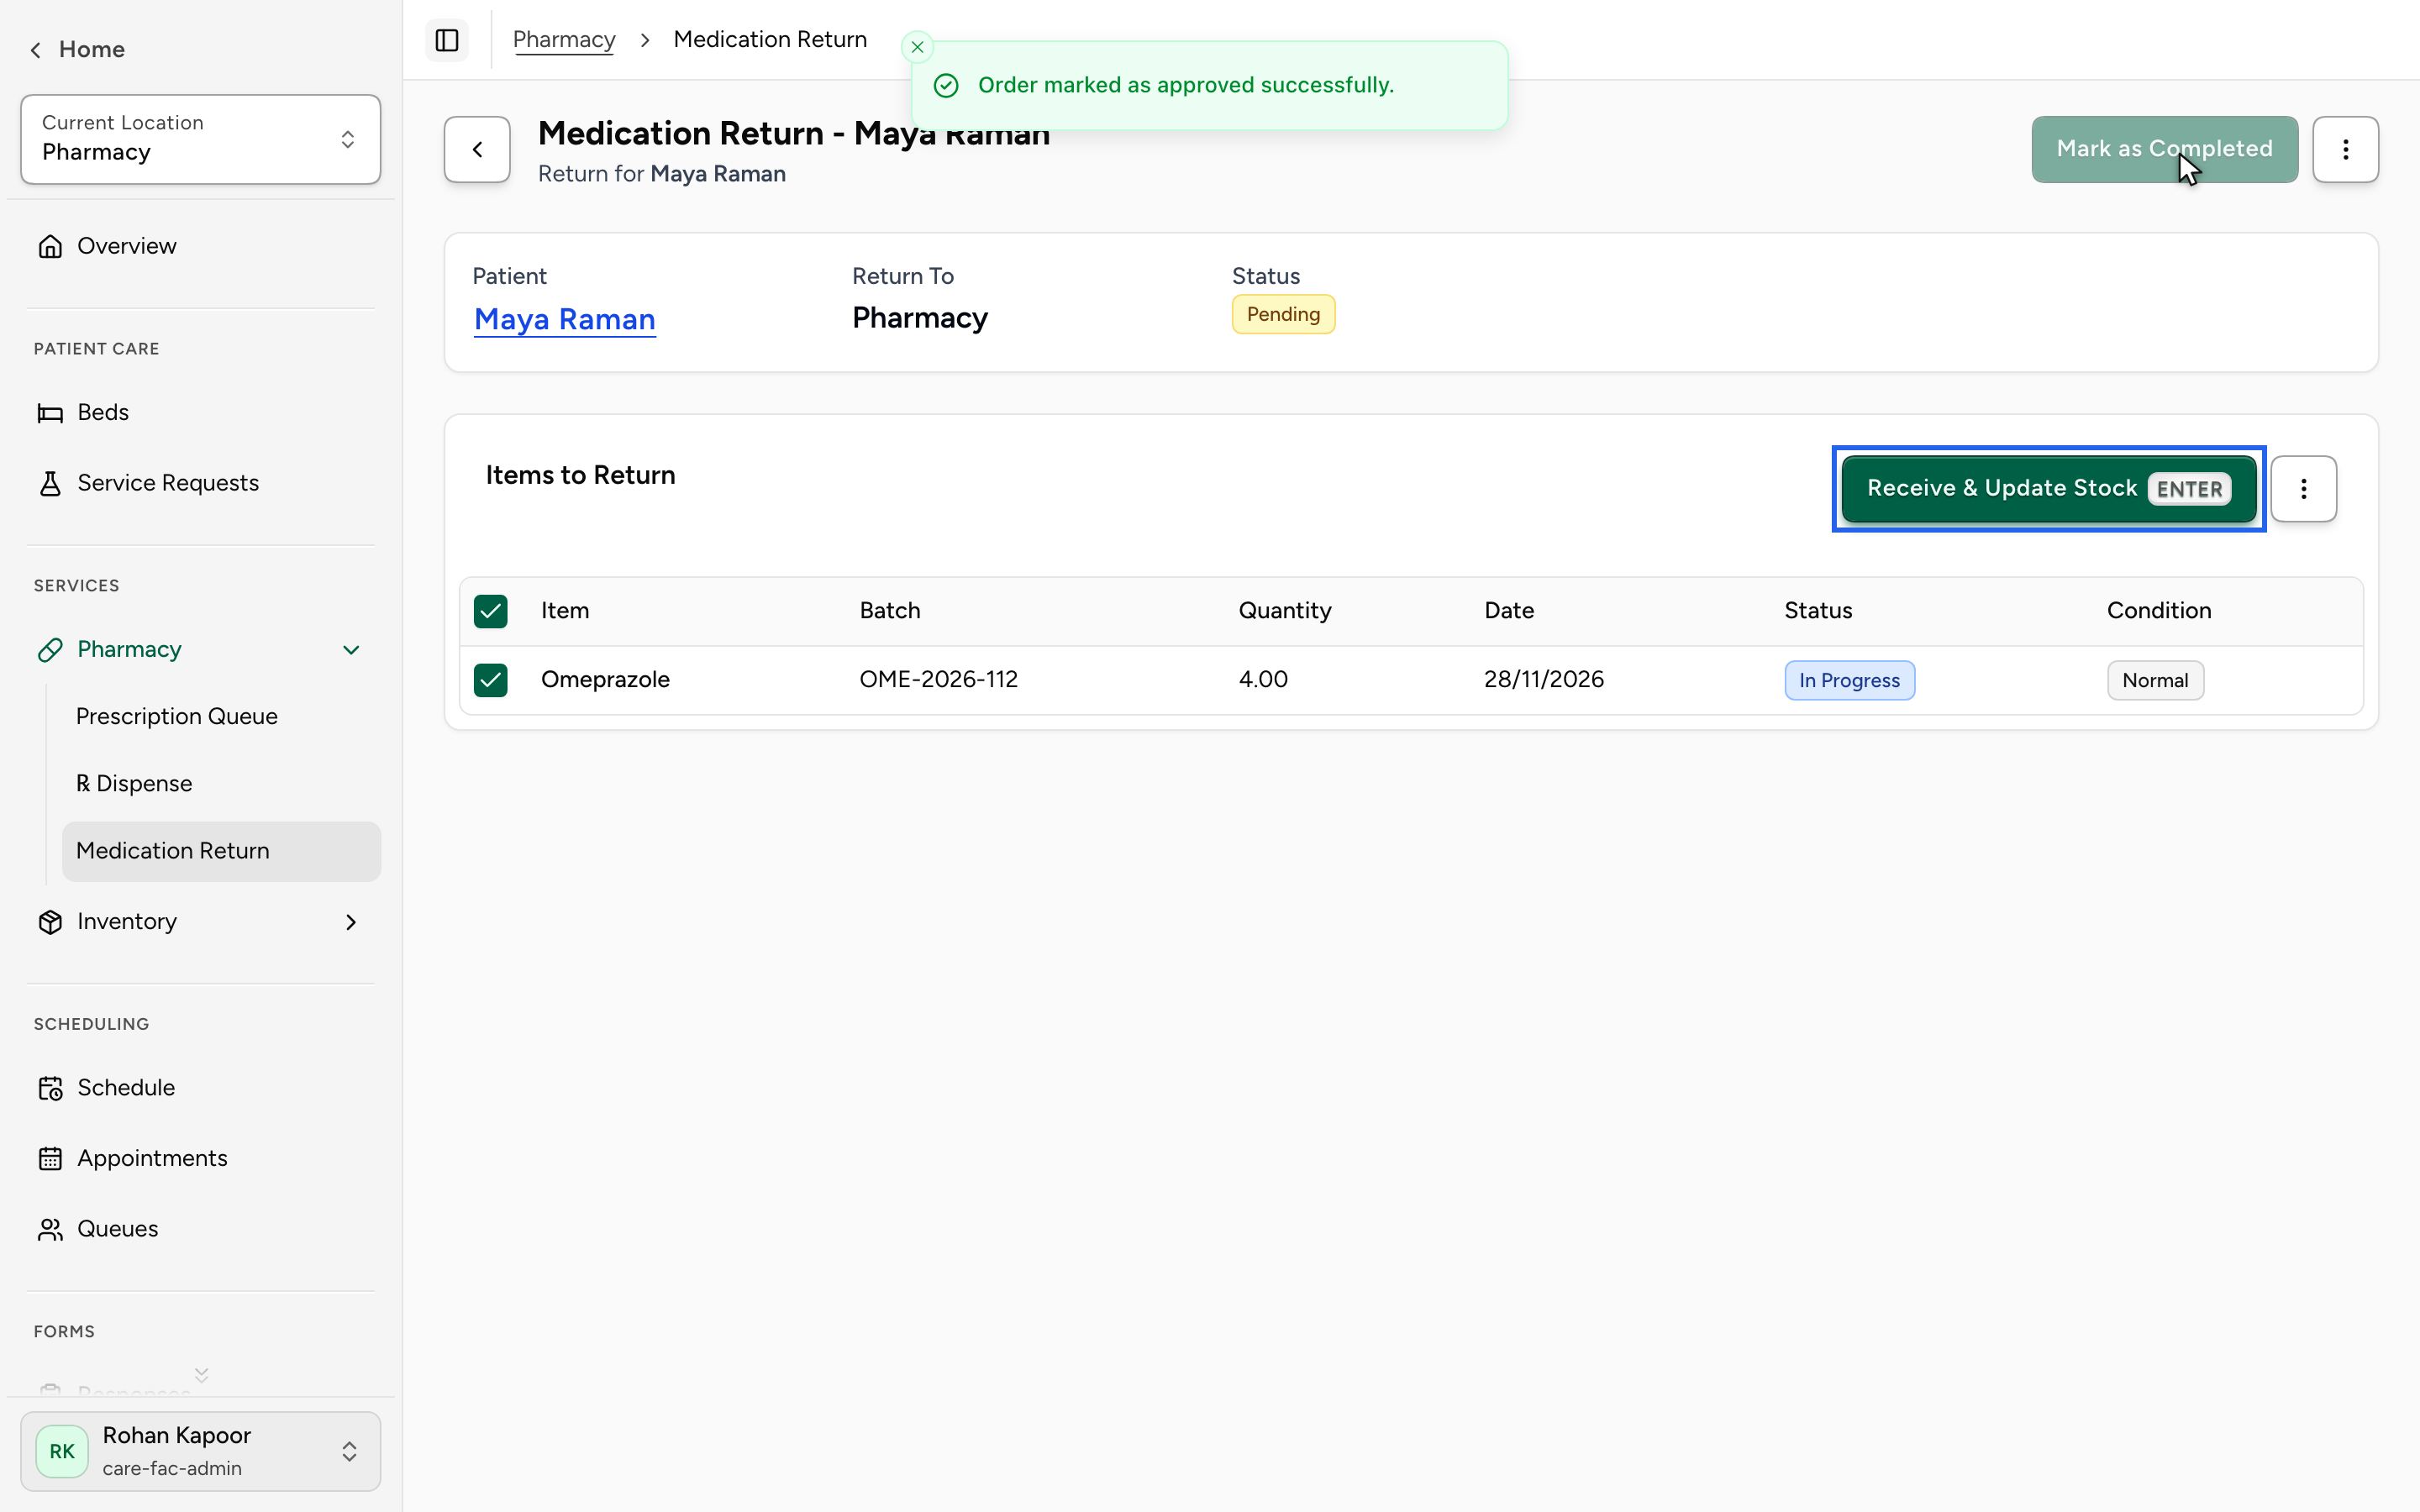 Home
Current Location
Pharmacy
Overview
PATIENT CARE
Beds
Service Requests
SERVICES
Pharmacy
Prescription Queue
℞ Dispense
Medication Return
Inventory
SCHEDULING
Schedule
Appointments
Queues
FORMS
Responses
RK
Rohan Kapoor
care-fac-admin
Pharmacy > Medication Return
Order marked as approved successfully.
Medication Return - Maya Raman
Return for Maya Raman
Mark as Completed
Patient Return To Status
Maya Raman Pharmacy Pending
Items to Return
Receive & Update Stock ENTER
Item Batch Quantity Date Status Condition
Omeprazole OME-2026-112 4.00 28/11/2026 In Progress Normal